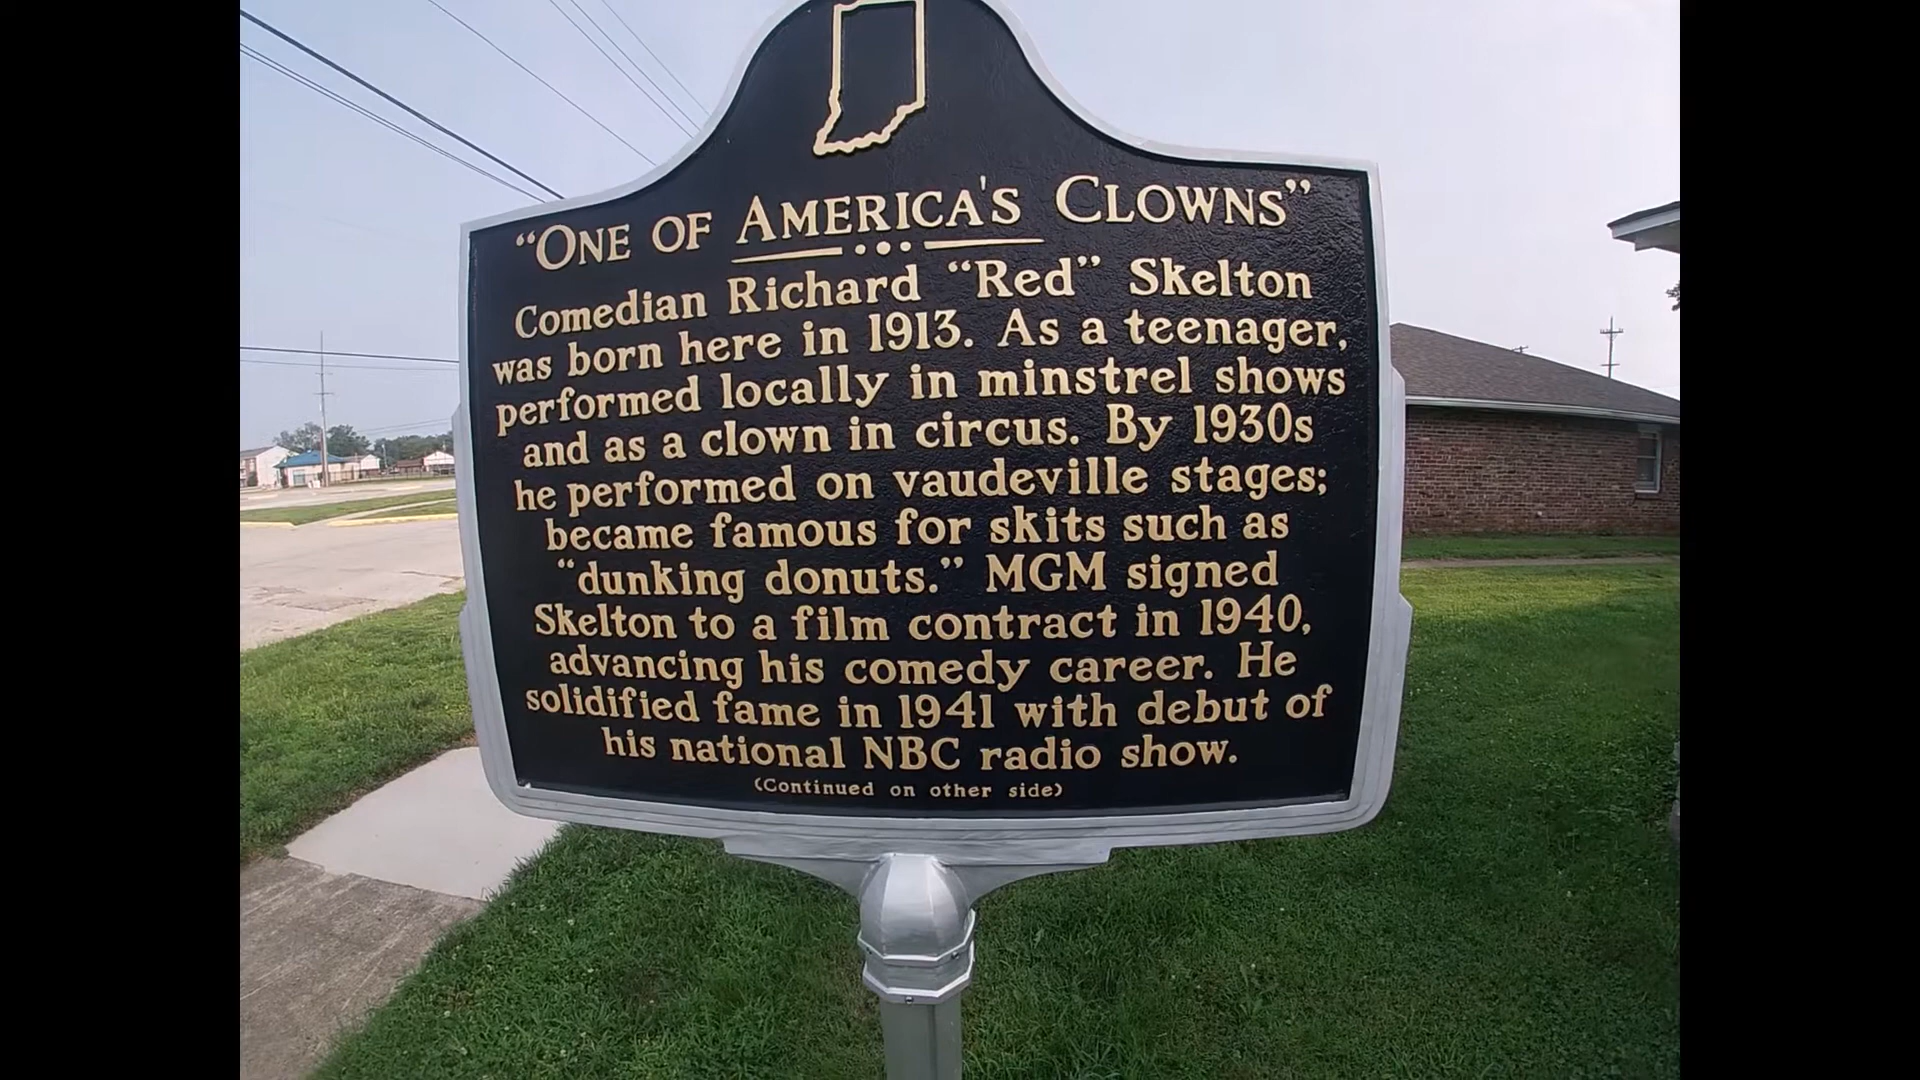 “ONE OF AMERICA'S CLOWNS”
Comedian Richard “Red” Skelton
was born here in 1913. As a teenager,
performed locally in minstrel shows
and as a clown in circus. By 1930s
he performed on vaudeville stages;
became famous for skits such as
“dunking donuts.” MGM signed
Skelton to a film contract in 1940,
advancing his comedy career. He
solidified fame in 1941 with debut of
his national NBC radio show.
(Continued on other side)